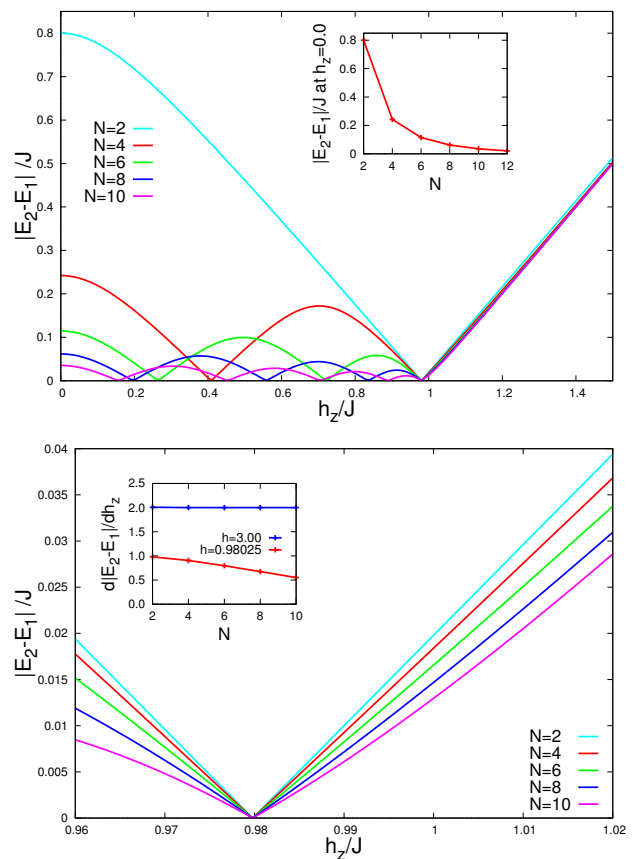 |E₂-E₁| /J
0.8
0.7
0.6
0.5
0.4
0.3
0.2
0.1
0
0
0.2
0.4
0.6
0.8
1
1.2
1.4
h_z/J
N=2
N=4
N=6
N=8
N=10
|E₂-E₁|/J at h_z=0.0
0.8
0.6
0.4
0.2
0
2
4
6
8
10
12
N
|E₂-E₁| /J
0.04
0.035
0.03
0.025
0.02
0.015
0.01
0.005
0
0.96
0.97
0.98
0.99
1
1.01
1.02
h_z/J
d|E₂-E₁|/dh_z
2.5
2.0
1.5
1.0
0.5
0.0
2
4
6
8
10
N
h=3.00
h=0.98025
N=2
N=4
N=6
N=8
N=10